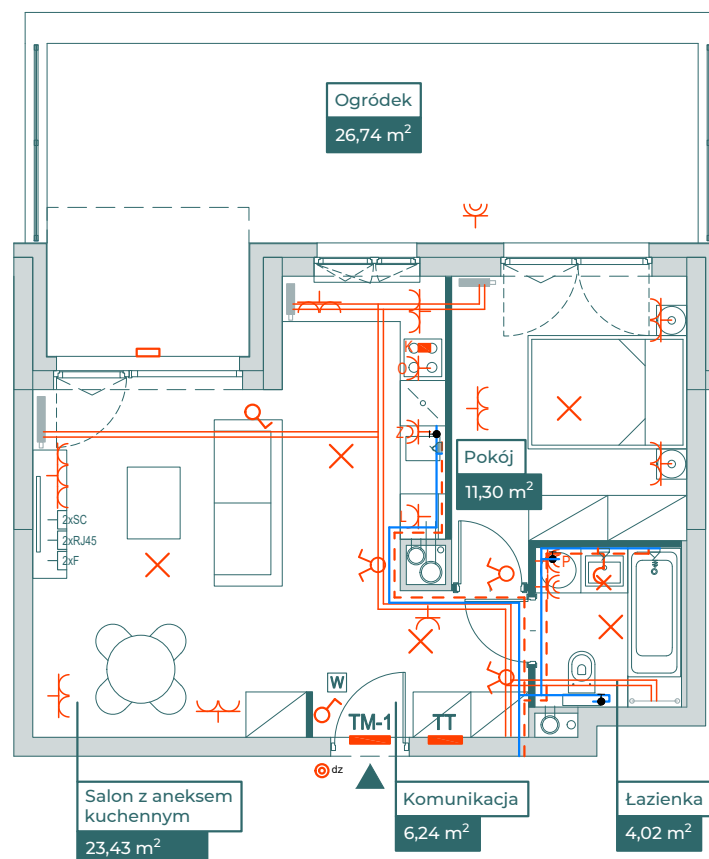 Ogródek
26,74 m²
K
O
Z
L
Pokój
11,30 m²
2xSC
2xRJ45
2xF
P
W
TM-1
TT
dz
Salon z aneksem
kuchennym
23,43 m²
Komunikacja
6,24 m²
Łazienka
4,02 m²